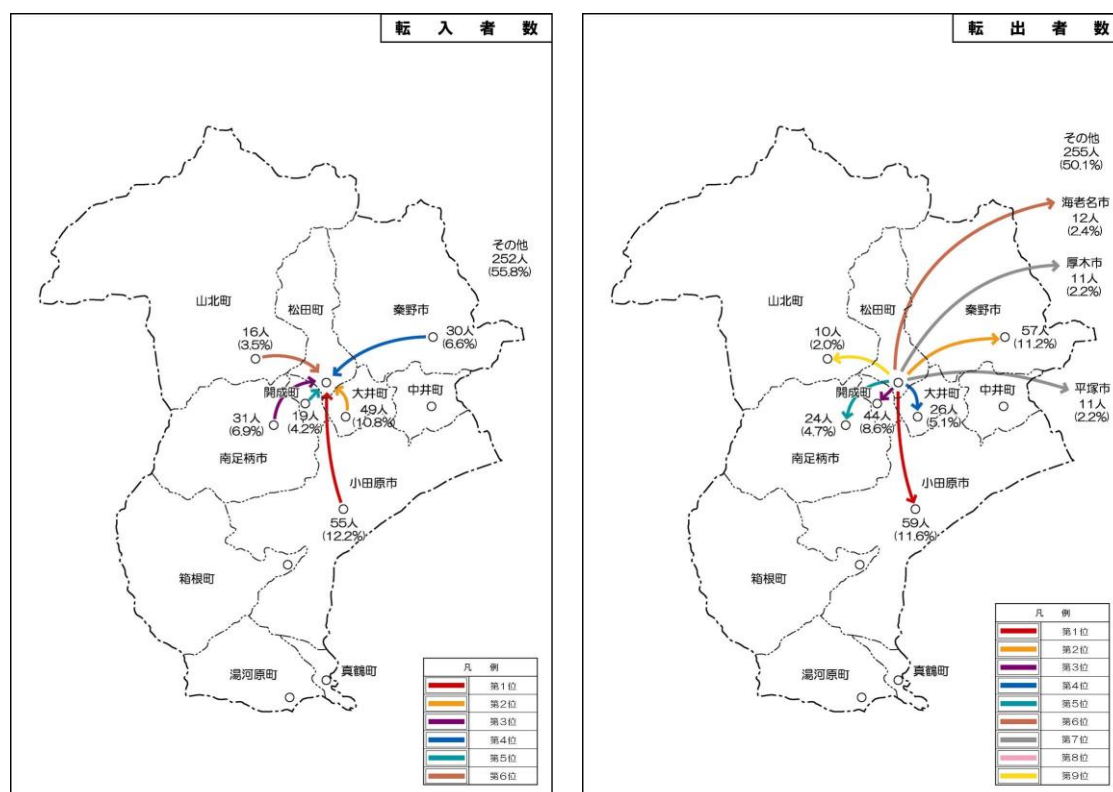 転入者数
その他
252人
(55.8%)
山北町
松田町
秦野市
16人
(3.5%)
30人
(6.6%)
開成町
大井町
中井町
31人
(6.9%)
19人
(4.2%)
49人
(10.8%)
南足柄市
小田原市
55人
(12.2%)
箱根町
湯河原町
真鶴町
凡例
第1位
第2位
第3位
第4位
第5位
第6位
転出者数
その他
255人
(50.1%)
海老名市
12人
(2.4%)
厚木市
11人
(2.2%)
山北町
松田町
秦野市
10人
(2.0%)
57人
(11.2%)
平塚市
11人
(2.2%)
開成町
大井町
中井町
24人
(4.7%)
44人
(8.6%)
26人
(5.1%)
南足柄市
小田原市
59人
(11.6%)
箱根町
湯河原町
真鶴町
凡例
第1位
第2位
第3位
第4位
第5位
第6位
第7位
第8位
第9位